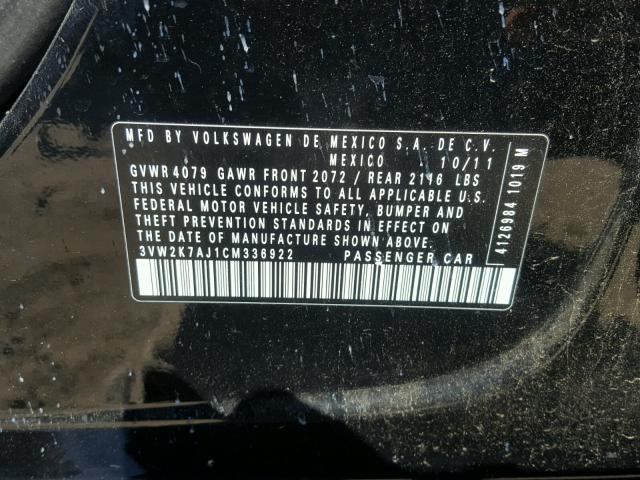 MFD BY VOLKSWAGEN DE MEXICO S.A. DE C.V.
MEXICO 10/11
GVWR 4079 GAWR FRONT 2072 / REAR 2116 LBS
THIS VEHICLE CONFORMS TO ALL APPLICABLE U.S.
FEDERAL MOTOR VEHICLE SAFETY, BUMPER AND
THEFT PREVENTION STANDARDS IN EFFECT ON
THE DATE OF MANUFACTURE SHOWN ABOVE.
3VW2K7AJ1CM336922 PASSENGER CAR
4126984 1019 M